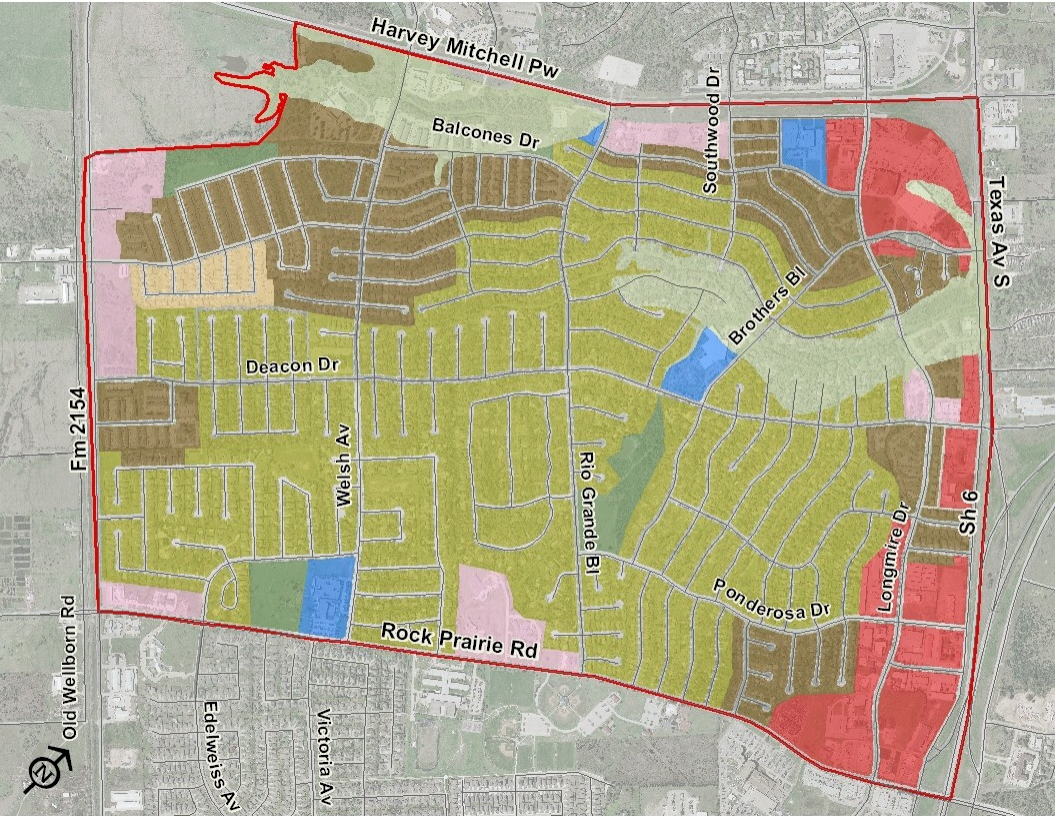 Harvey Mitchell Pw
Balcones Dr
Southwood Dr
Texas Av S
Brothers Bl
Deacon Dr
Fm 2154
Welsh Av
Rio Grande Bl
Longmire Dr
Sh 6
Ponderosa Dr
Rock Prairie Rd
Old Wellborn Rd
Edelweiss Av
Victoria Av
N